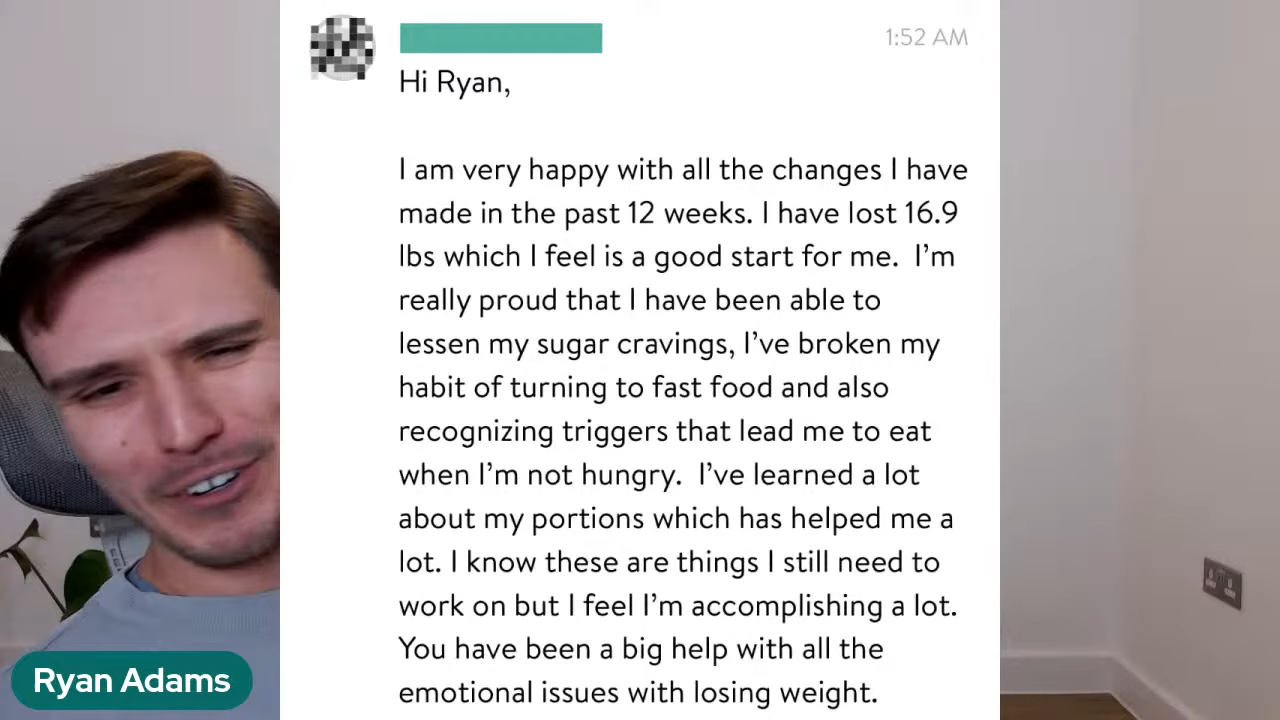 1:52 AM
Hi Ryan,
I am very happy with all the changes I have
made in the past 12 weeks. I have lost 16.9
lbs which I feel is a good start for me.  I’m
really proud that I have been able to
lessen my sugar cravings, I’ve broken my
habit of turning to fast food and also
recognizing triggers that lead me to eat
when I’m not hungry.  I’ve learned a lot
about my portions which has helped me a
lot. I know these are things I still need to
work on but I feel I’m accomplishing a lot.
You have been a big help with all the
emotional issues with losing weight.
Ryan Adams